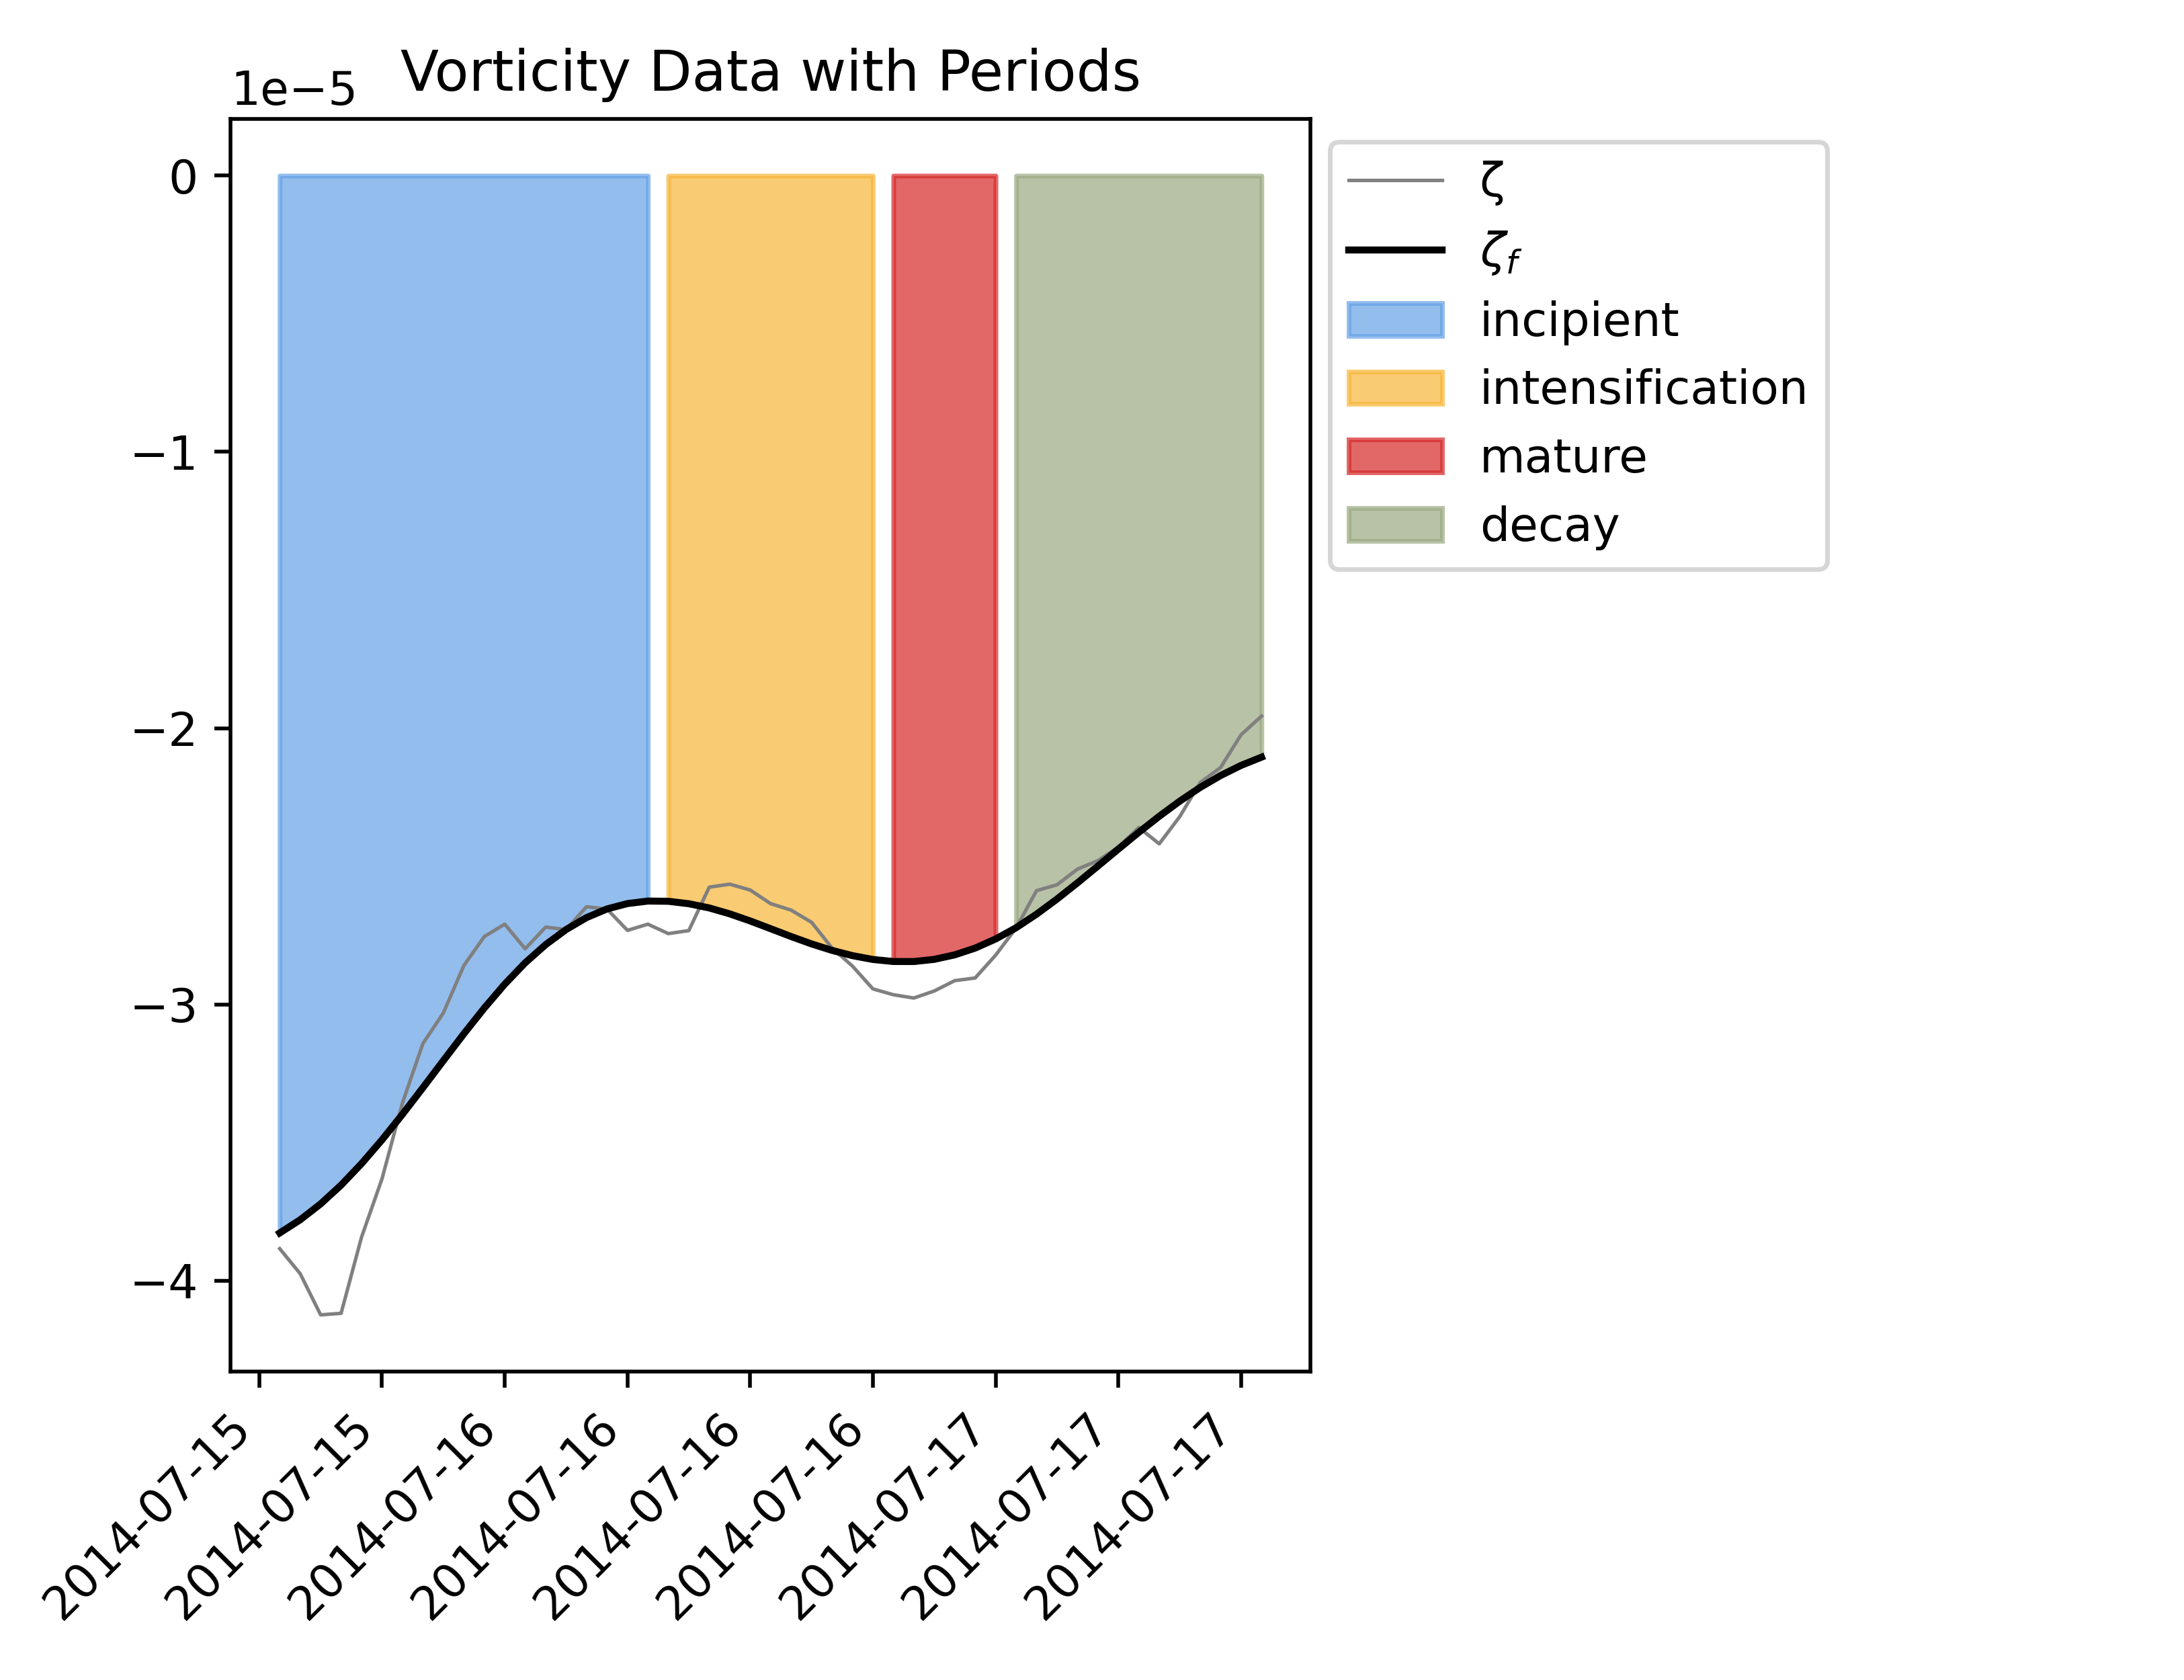 Vorticity Data with Periods
1e−5
0
−1
−2
−3
−4
2014-07-15
2014-07-15
2014-07-16
2014-07-16
2014-07-16
2014-07-16
2014-07-17
2014-07-17
2014-07-17
ζ
ζf
incipient
intensification
mature
decay